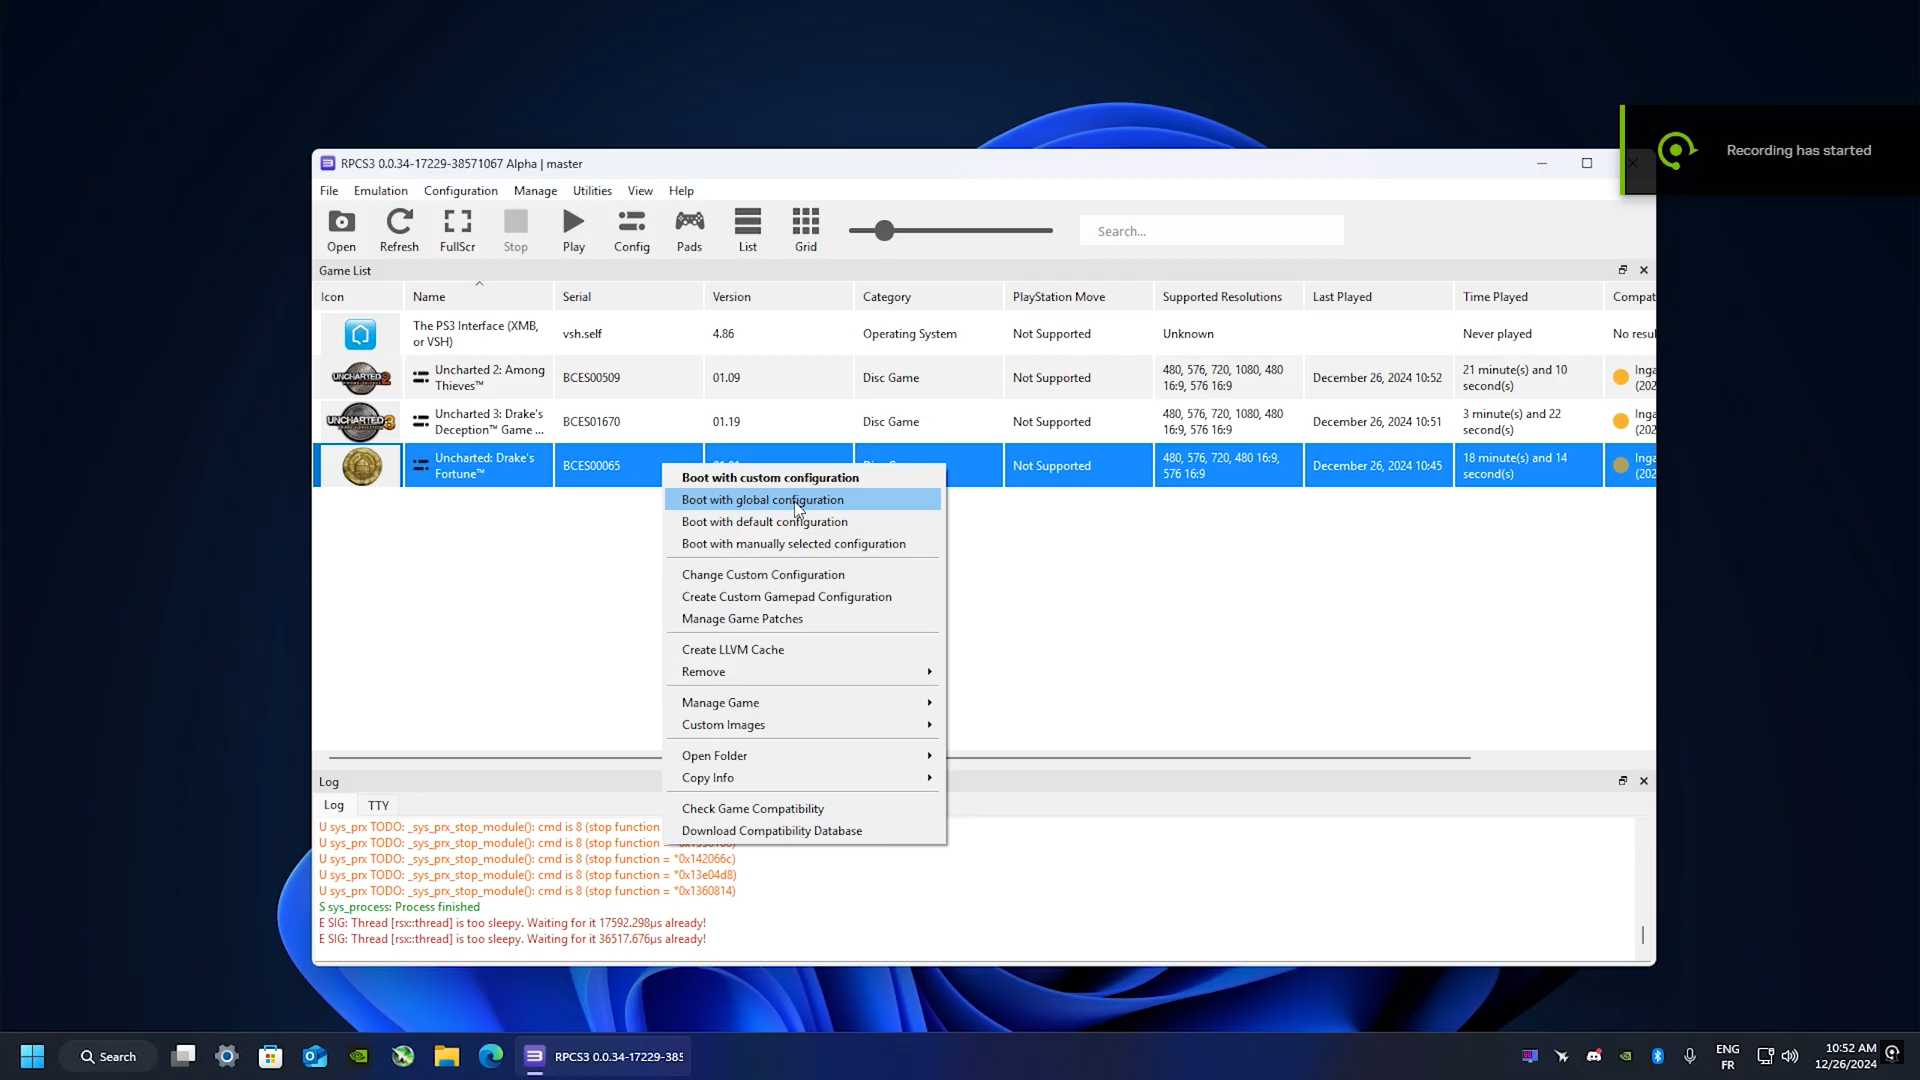 Recording has started
RPCS3 0.0.34-17229-38571067 Alpha | master
File Emulation Configuration Manage Utilities View Help
Open Refresh FullScr Stop Play Config Pads List Grid Search...
Game List
Icon Name Serial Version Category PlayStation Move Supported Resolutions Last Played Time Played Compat
The PS3 Interface (XMB, or VSH) vsh.self 4.86 Operating System Not Supported Unknown Never played No resul
UNCHARTED 2 Uncharted 2: Among Thieves™ BCES00509 01.09 Disc Game Not Supported 480, 576, 720, 1080, 480 16:9, 576 16:9 December 26, 2024 10:52 21 minute(s) and 10 second(s) Inga (202
UNCHARTED 3 Uncharted 3: Drake's Deception™ Game ... BCES01670 01.19 Disc Game Not Supported 480, 576, 720, 1080, 480 16:9, 576 16:9 December 26, 2024 10:51 3 minute(s) and 22 second(s) Inga (202
Uncharted: Drake's Fortune™ BCES00065 Not Supported 480, 576, 720, 480 16:9, 576 16:9 December 26, 2024 10:45 18 minute(s) and 14 second(s) Inga (202
Boot with custom configuration
Boot with global configuration
Boot with default configuration
Boot with manually selected configuration
Change Custom Configuration
Create Custom Gamepad Configuration
Manage Game Patches
Create LLVM Cache
Remove
Manage Game
Custom Images
Open Folder
Copy Info
Check Game Compatibility
Download Compatibility Database
Log
Log TTY
U sys_prx TODO: _sys_prx_stop_module(): cmd is 8 (stop function
U sys_prx TODO: _sys_prx_stop_module(): cmd is 8 (stop function =
U sys_prx TODO: _sys_prx_stop_module(): cmd is 8 (stop function = *0x142066c)
U sys_prx TODO: _sys_prx_stop_module(): cmd is 8 (stop function = *0x13e04d8)
U sys_prx TODO: _sys_prx_stop_module(): cmd is 8 (stop function = *0x1360814)
S sys_process: Process finished
E SIG: Thread [rsx::thread] is too sleepy. Waiting for it 17592.298µs already!
E SIG: Thread [rsx::thread] is too sleepy. Waiting for it 36517.676µs already!
Search RPCS3 0.0.34-17229-385 ENG FR 10:52 AM 12/26/2024